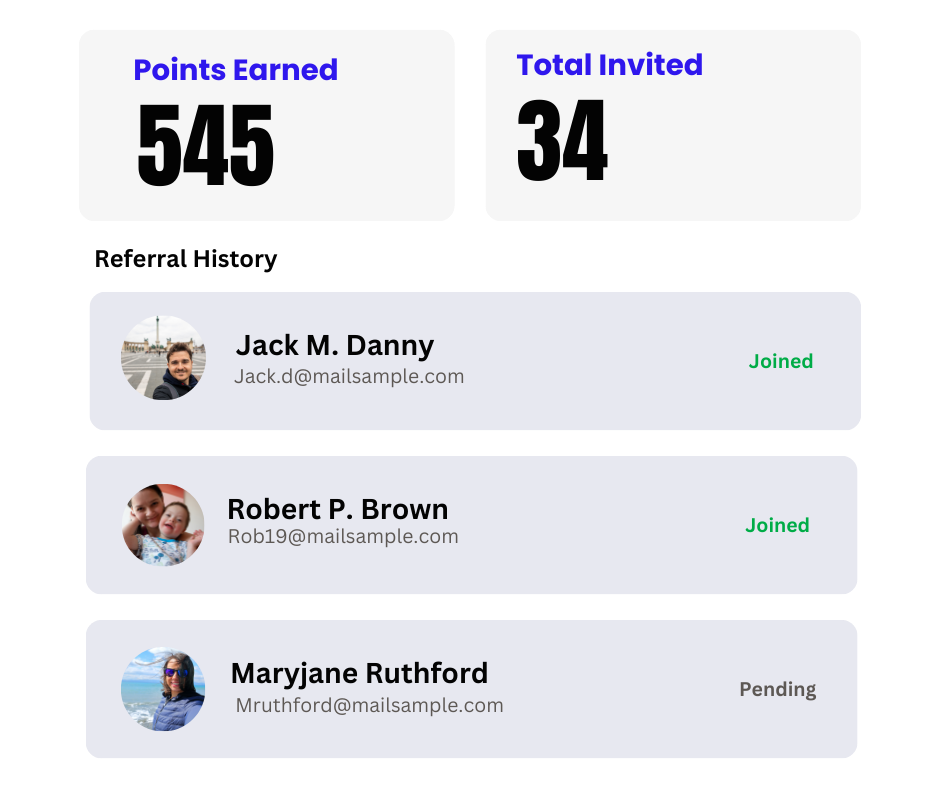 Points Earned
545
Total Invited
34
Referral History
Jack M. Danny
Jack.d@mailsample.com
Joined
Robert P. Brown
Rob19@mailsample.com
Joined
Maryjane Ruthford
Mruthford@mailsample.com
Pending